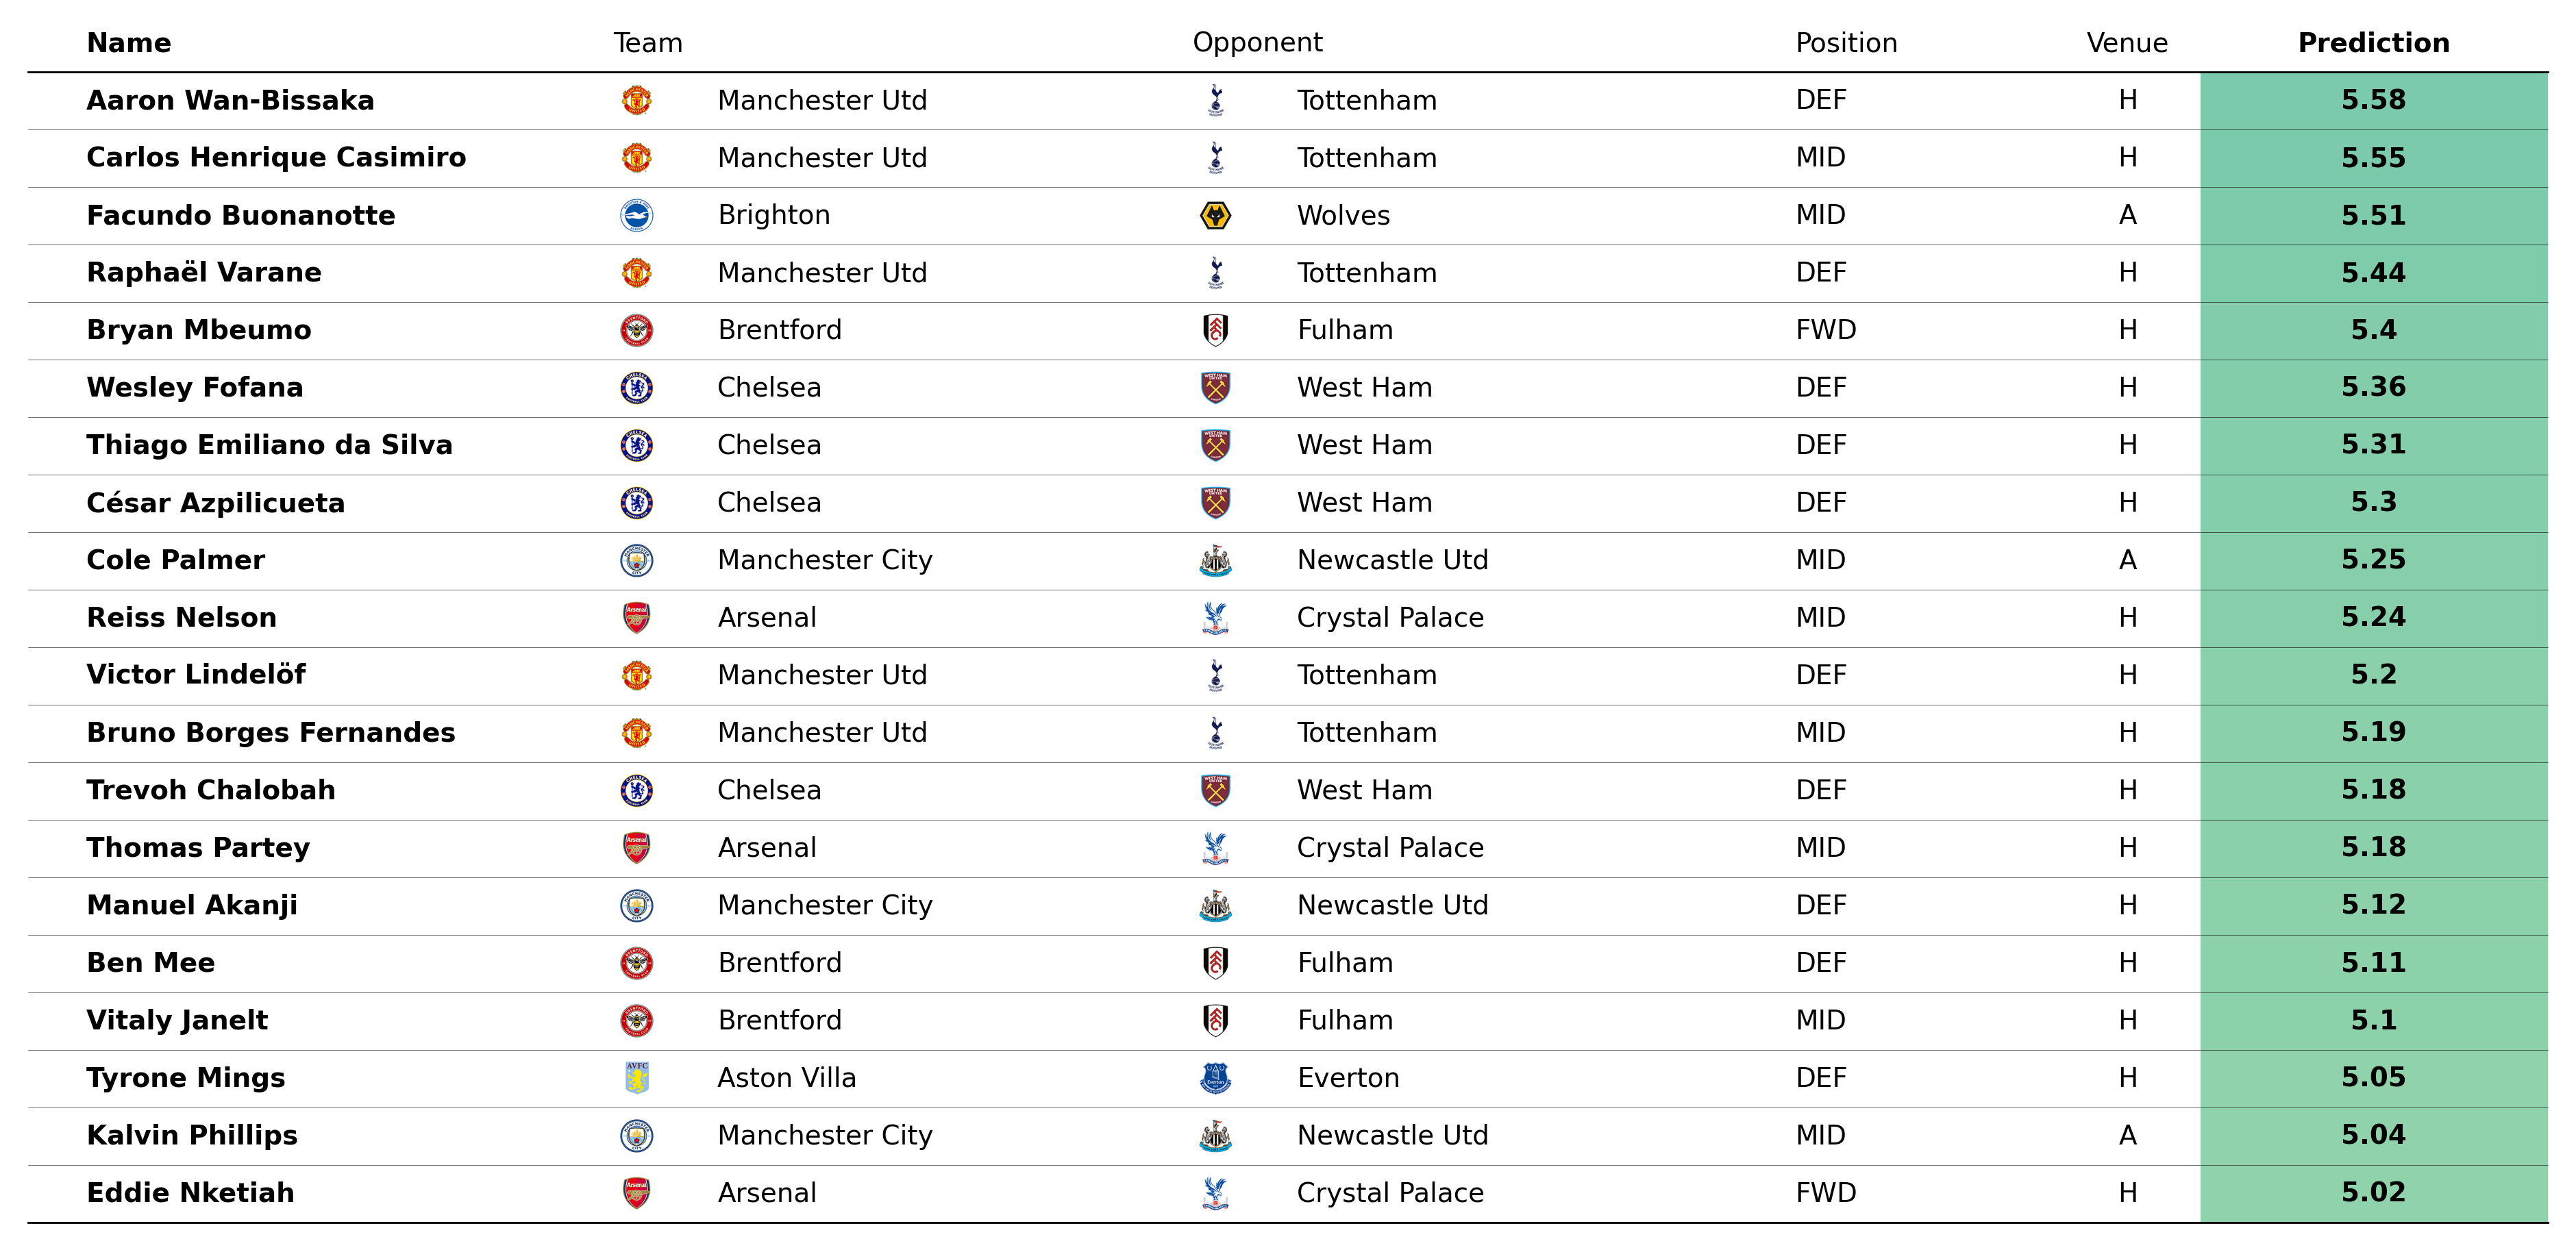 Name Team Opponent Position Venue Prediction
Aaron Wan-Bissaka Manchester Utd Tottenham DEF H 5.58
Carlos Henrique Casimiro Manchester Utd Tottenham MID H 5.55
Facundo Buonanotte Brighton Wolves MID A 5.51
Raphaël Varane Manchester Utd Tottenham DEF H 5.44
Bryan Mbeumo Brentford Fulham FWD H 5.4
Wesley Fofana Chelsea West Ham DEF H 5.36
Thiago Emiliano da Silva Chelsea West Ham DEF H 5.31
César Azpilicueta Chelsea West Ham DEF H 5.3
Cole Palmer Manchester City Newcastle Utd MID A 5.25
Reiss Nelson Arsenal Crystal Palace MID H 5.24
Victor Lindelöf Manchester Utd Tottenham DEF H 5.2
Bruno Borges Fernandes Manchester Utd Tottenham MID H 5.19
Trevoh Chalobah Chelsea West Ham DEF H 5.18
Thomas Partey Arsenal Crystal Palace MID H 5.18
Manuel Akanji Manchester City Newcastle Utd DEF H 5.12
Ben Mee Brentford Fulham DEF H 5.11
Vitaly Janelt Brentford Fulham MID H 5.1
Tyrone Mings Aston Villa Everton DEF H 5.05
Kalvin Phillips Manchester City Newcastle Utd MID A 5.04
Eddie Nketiah Arsenal Crystal Palace FWD H 5.02